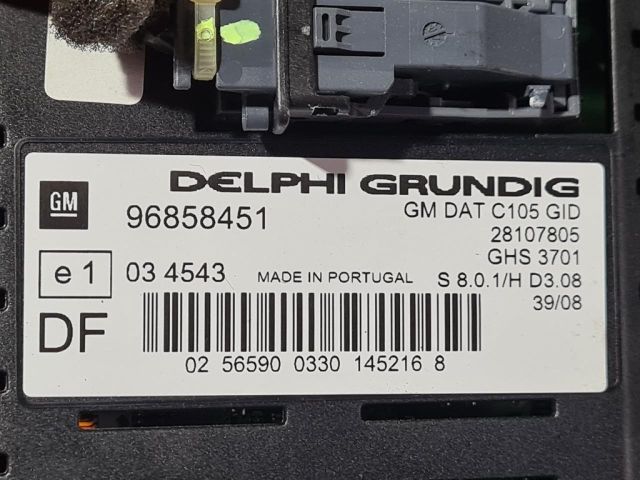 DELPHI GRUNDIG
GM
96858451
GM DAT C105 GID
28107805
GHS 3701
e 1
03 4543
MADE IN PORTUGAL
S 8.0.1/H D3.08
39/08
DF
02 56590 0330 145216 8